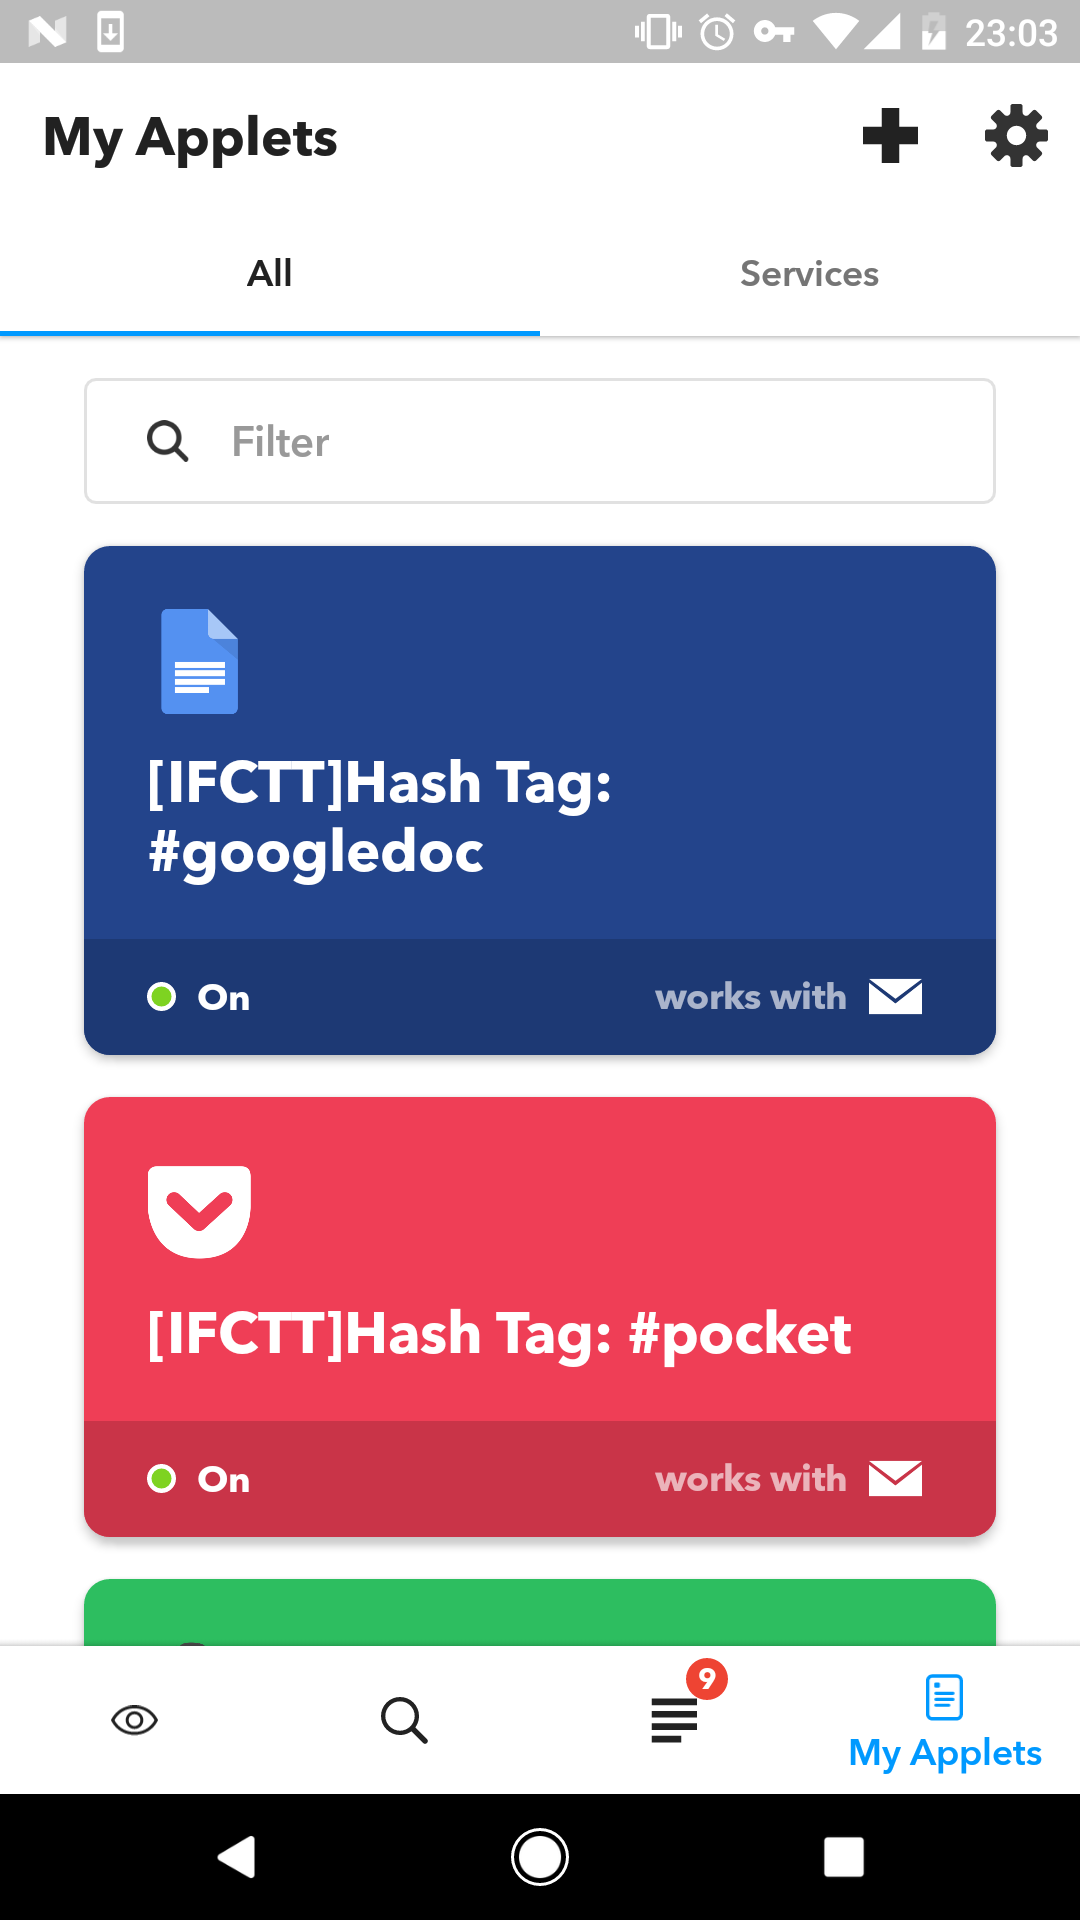 23:03
My Applets
All
Services
Filter
[IFCTT]Hash Tag:
#googledoc
On
works with
[IFCTT]Hash Tag: #pocket
On
works with
9
My Applets